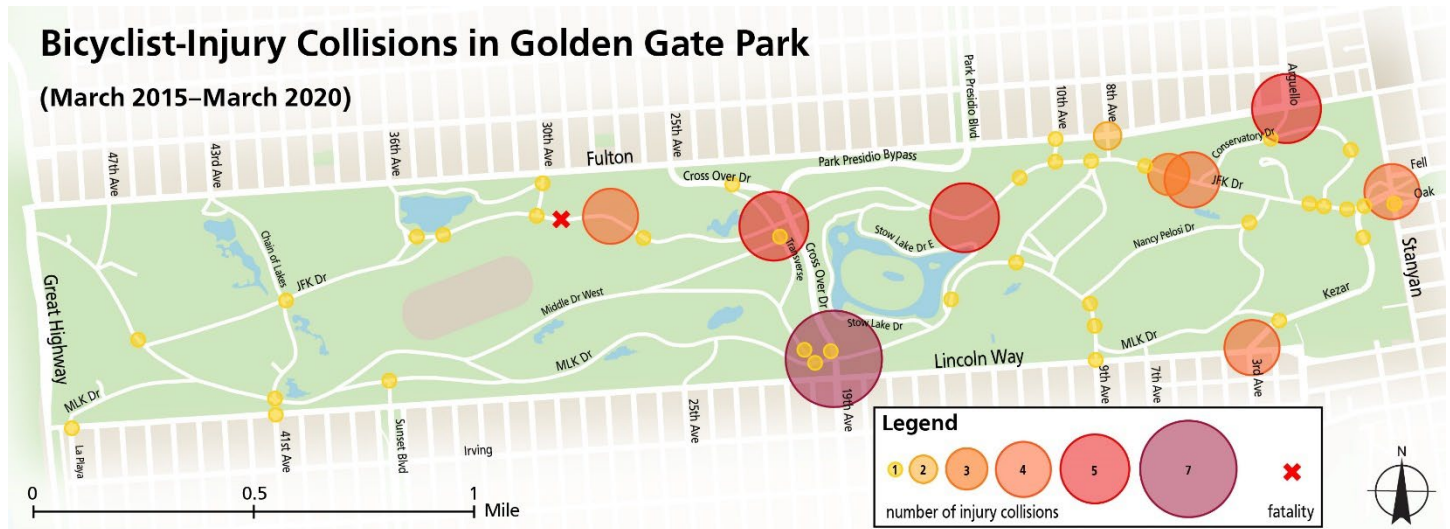 Bicyclist-Injury Collisions in Golden Gate Park
(March 2015–March 2020)
47th Ave
43rd Ave
36th Ave
30th Ave
Fulton
25th Ave
Cross Over Dr
Park Presidio Bypass
Park Presidio Blvd
10th Ave
8th Ave
Arguello
Conservatory Dr
JFK Dr
Fell
Oak
Stanyan
Great Highway
Chain of Lakes
JFK Dr
Middle Dr West
Transverse
Cross Over Dr
Stow Lake Dr E
Stow Lake Dr
Nancy Pelosi Dr
Kezar
MLK Dr
MLK Dr
MLK Dr
Lincoln Way
La Playa
41st Ave
Sunset Blvd
Irving
25th Ave
19th Ave
9th Ave
7th Ave
3rd Ave
0 0.5 1
Mile
Legend
1 2 3 4 5 7
number of injury collisions
fatality
N